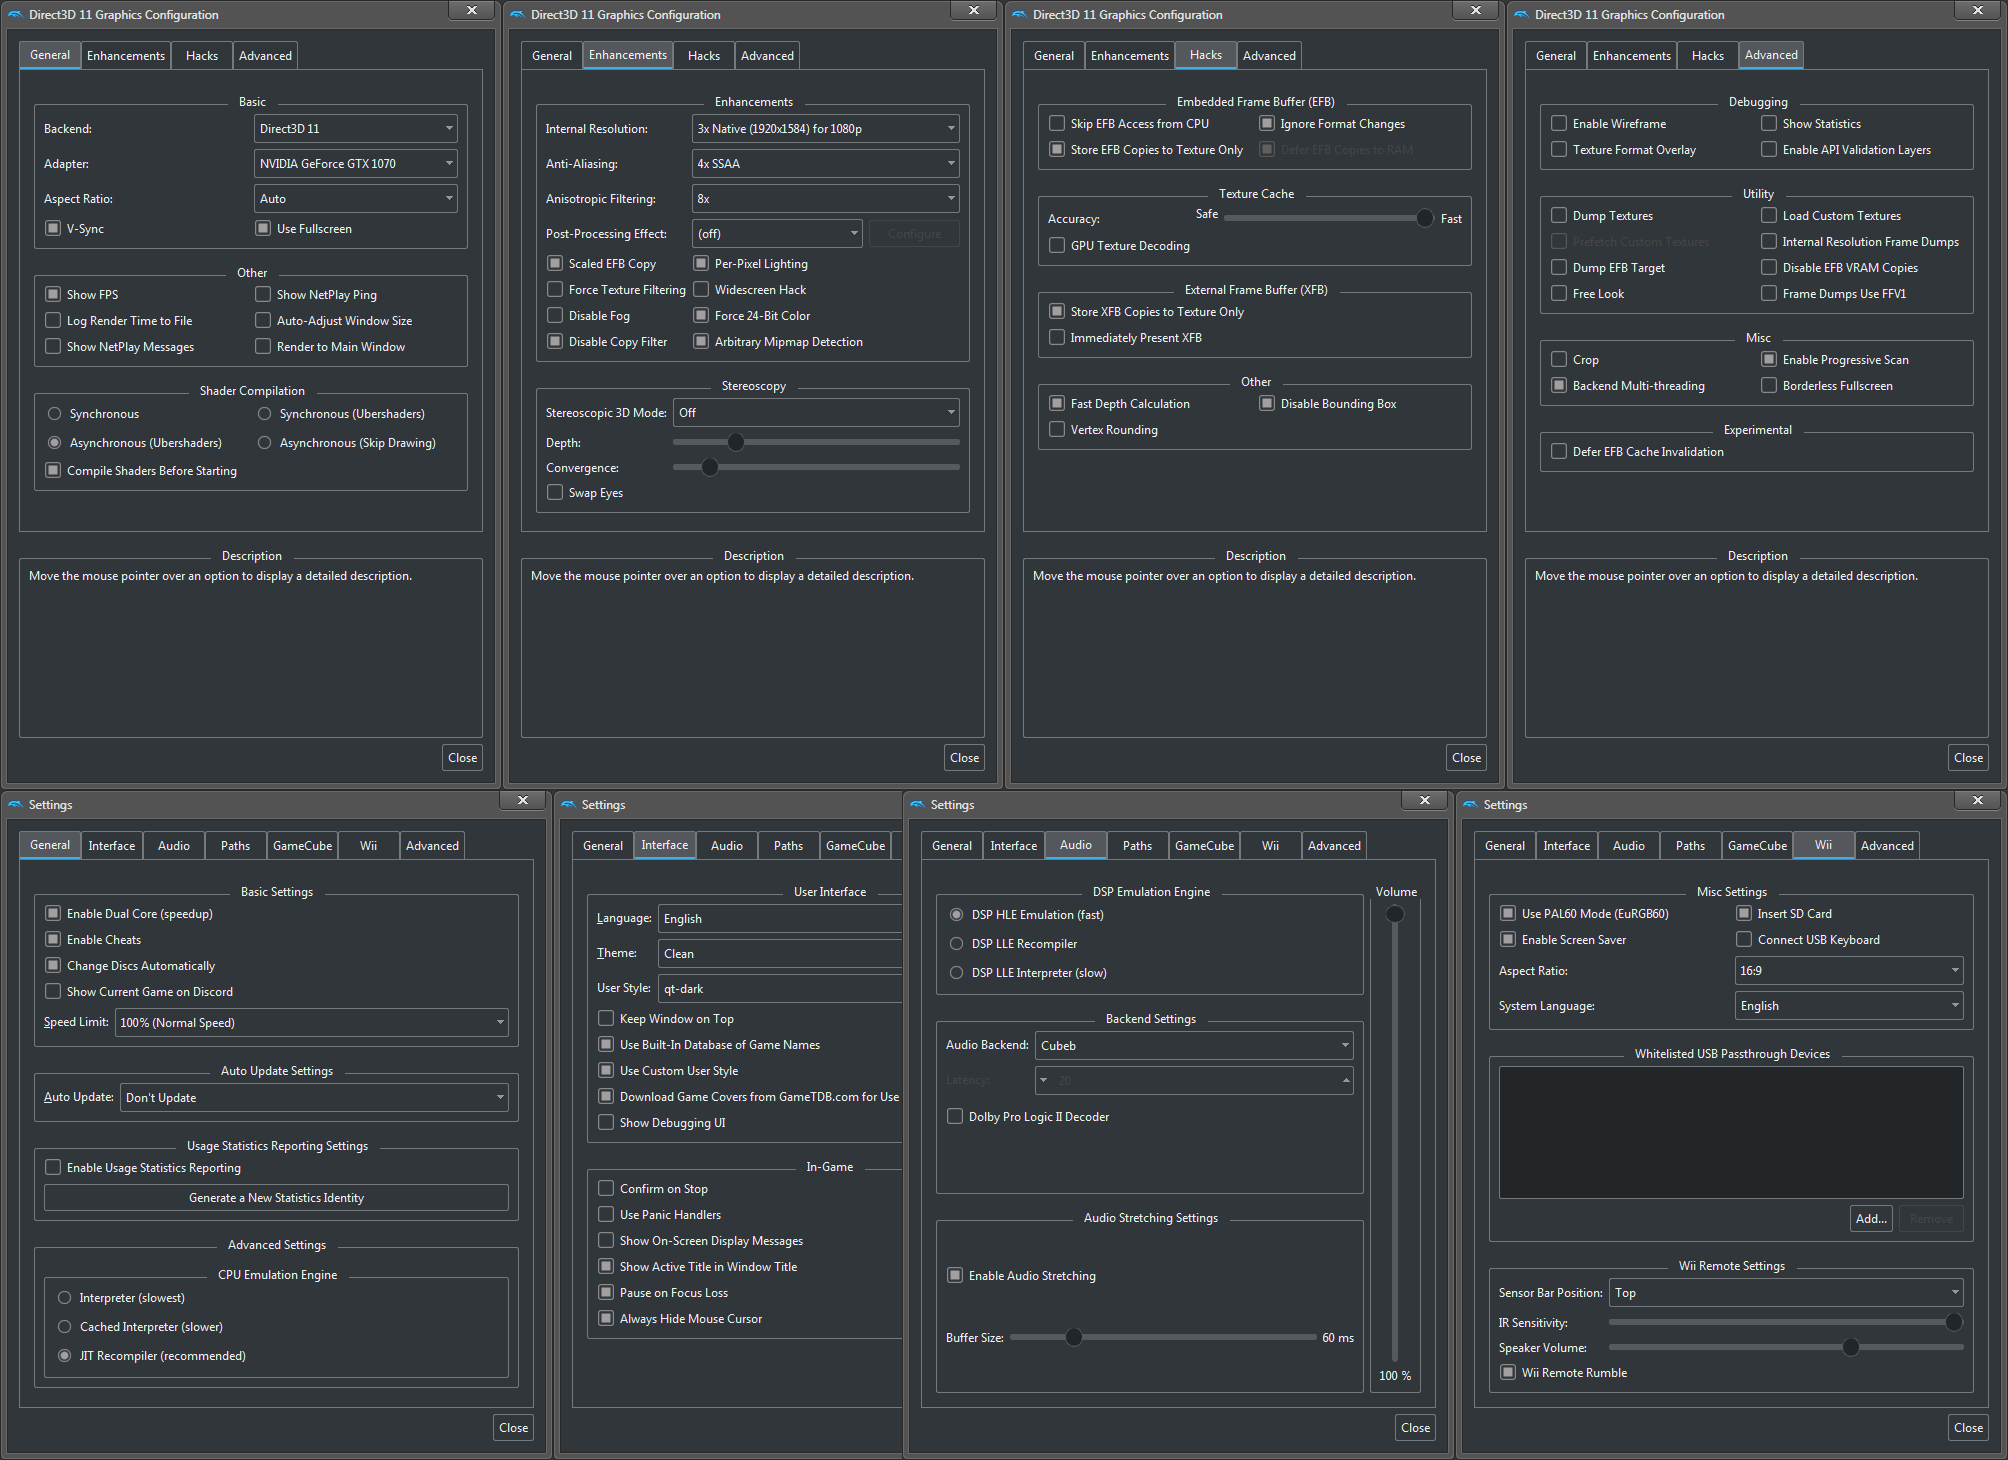 Direct3D 11 Graphics Configuration
General Enhancements Hacks Advanced
Basic
Backend: Direct3D 11
Adapter: NVIDIA GeForce GTX 1070
Aspect Ratio: Auto
V-Sync Use Fullscreen
Other
Show FPS Show NetPlay Ping
Log Render Time to File Auto-Adjust Window Size
Show NetPlay Messages Render to Main Window
Shader Compilation
Synchronous Synchronous (Ubershaders)
Asynchronous (Ubershaders) Asynchronous (Skip Drawing)
Compile Shaders Before Starting
Description
Move the mouse pointer over an option to display a detailed description.
Close
Direct3D 11 Graphics Configuration
General Enhancements Hacks Advanced
Enhancements
Internal Resolution: 3x Native (1920x1584) for 1080p
Anti-Aliasing: 4x SSAA
Anisotropic Filtering: 8x
Post-Processing Effect: (off) Configure
Scaled EFB Copy Per-Pixel Lighting
Force Texture Filtering Widescreen Hack
Disable Fog Force 24-Bit Color
Disable Copy Filter Arbitrary Mipmap Detection
Stereoscopy
Stereoscopic 3D Mode: Off
Depth:
Convergence:
Swap Eyes
Description
Move the mouse pointer over an option to display a detailed description.
Close
Direct3D 11 Graphics Configuration
General Enhancements Hacks Advanced
Embedded Frame Buffer (EFB)
Skip EFB Access from CPU Ignore Format Changes
Store EFB Copies to Texture Only Defer EFB Copies to RAM
Texture Cache
Accuracy: Safe Fast
GPU Texture Decoding
External Frame Buffer (XFB)
Store XFB Copies to Texture Only
Immediately Present XFB
Other
Fast Depth Calculation Disable Bounding Box
Vertex Rounding
Description
Move the mouse pointer over an option to display a detailed description.
Close
Direct3D 11 Graphics Configuration
General Enhancements Hacks Advanced
Debugging
Enable Wireframe Show Statistics
Texture Format Overlay Enable API Validation Layers
Utility
Dump Textures Load Custom Textures
Prefetch Custom Textures Internal Resolution Frame Dumps
Dump EFB Target Disable EFB VRAM Copies
Free Look Frame Dumps Use FFV1
Misc
Crop Enable Progressive Scan
Backend Multi-threading Borderless Fullscreen
Experimental
Defer EFB Cache Invalidation
Description
Move the mouse pointer over an option to display a detailed description.
Close
Settings
General Interface Audio Paths GameCube Wii Advanced
Basic Settings
Enable Dual Core (speedup)
Enable Cheats
Change Discs Automatically
Show Current Game on Discord
Speed Limit: 100% (Normal Speed)
Auto Update Settings
Auto Update: Don't Update
Usage Statistics Reporting Settings
Enable Usage Statistics Reporting
Generate a New Statistics Identity
Advanced Settings
CPU Emulation Engine
Interpreter (slowest)
Cached Interpreter (slower)
JIT Recompiler (recommended)
Close
Settings
General Interface Audio Paths GameCube
User Interface
Language: English
Theme: Clean
User Style: qt-dark
Keep Window on Top
Use Built-In Database of Game Names
Use Custom User Style
Download Game Covers from GameTDB.com for Use
Show Debugging UI
In-Game
Confirm on Stop
Use Panic Handlers
Show On-Screen Display Messages
Show Active Title in Window Title
Pause on Focus Loss
Always Hide Mouse Cursor
Settings
General Interface Audio Paths GameCube Wii Advanced
DSP Emulation Engine Volume
DSP HLE Emulation (fast)
DSP LLE Recompiler
DSP LLE Interpreter (slow)
Backend Settings
Audio Backend: Cubeb
Latency: 20
Dolby Pro Logic II Decoder
Audio Stretching Settings
Enable Audio Stretching
Buffer Size: 60 ms
100 %
Close
Settings
General Interface Audio Paths GameCube Wii Advanced
Misc Settings
Use PAL60 Mode (EuRGB60) Insert SD Card
Enable Screen Saver Connect USB Keyboard
Aspect Ratio: 16:9
System Language: English
Whitelisted USB Passthrough Devices
Add... Remove
Wii Remote Settings
Sensor Bar Position: Top
IR Sensitivity:
Speaker Volume:
Wii Remote Rumble
Close